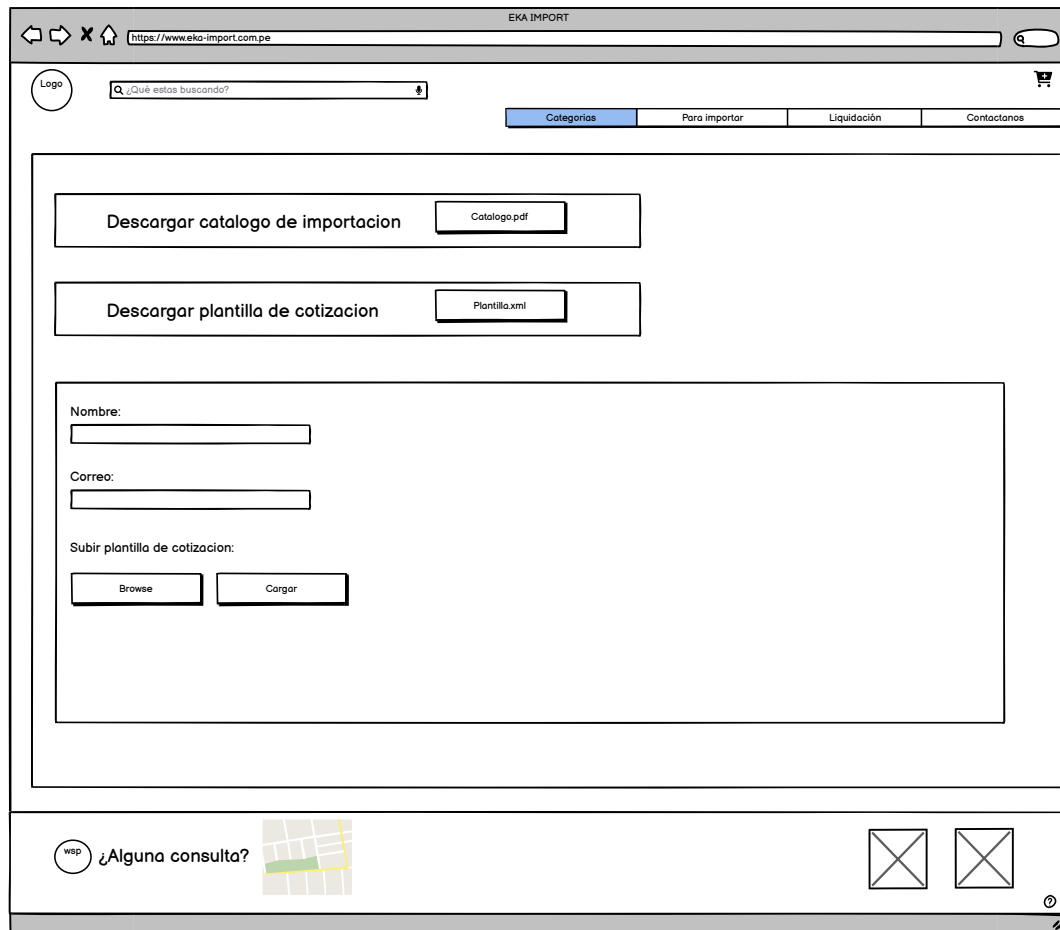 EKA IMPORT
https://www.eka-import.com.pe
Logo
¿Qué estas buscando?
Categorias
Para importar
Liquidación
Contactanos
Descargar catalogo de importacion
Catalogo.pdf
Descargar plantilla de cotizacion
Plantilla.xml
Nombre:
Correo:
Subir plantilla de cotizacion:
Browse
Cargar
wsp
¿Alguna consulta?